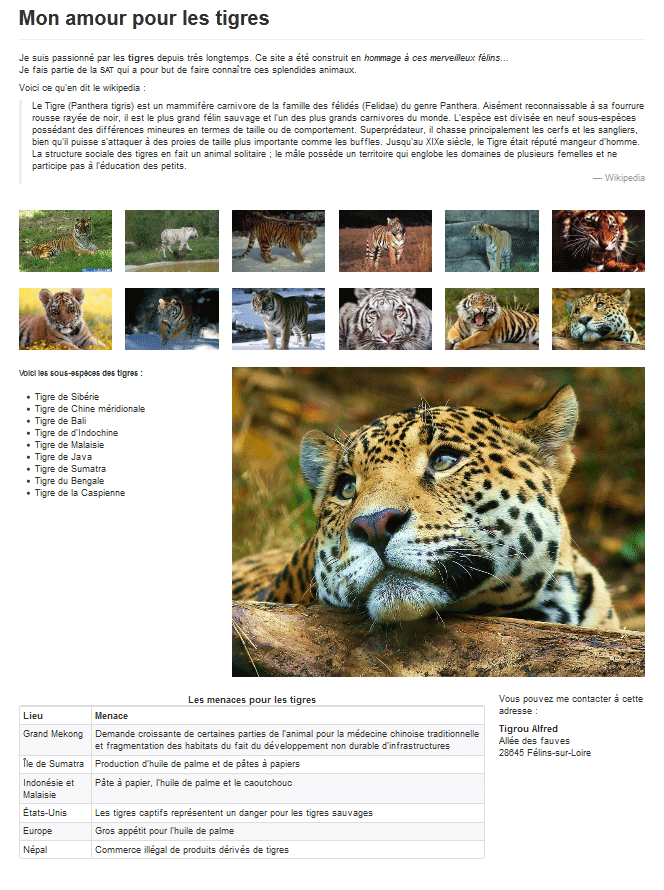 Mon amour pour les tigres
Je suis passionné par les tigres depuis très longtemps. Ce site a été construit en hommage à ces merveilleux félins...
Je fais partie de la SAT qui a pour but de faire connaître ces splendides animaux.
Voici ce qu'en dit le wikipedia :
Le Tigre (Panthera tigris) est un mammifère carnivore de la famille des félidés (Felidae) du genre Panthera. Aisément reconnaissable à sa fourrure
rousse rayée de noir, il est le plus grand félin sauvage et l'un des plus grands carnivores du monde. L'espèce est divisée en neuf sous-espèces
possédant des différences mineures en termes de taille ou de comportement. Superprédateur, il chasse principalement les cerfs et les sangliers,
bien qu'il puisse s'attaquer à des proies de taille plus importante comme les buffles. Jusqu'au XIXe siècle, le Tigre était réputé mangeur d'homme.
La structure sociale des tigres en fait un animal solitaire ; le mâle possède un territoire qui englobe les domaines de plusieurs femelles et ne
participe pas à l'éducation des petits.
— Wikipedia
Voici les sous-espèces des tigres :
• Tigre de Sibérie
• Tigre de Chine méridionale
• Tigre de Bali
• Tigre de d'Indochine
• Tigre de Malaisie
• Tigre de Java
• Tigre de Sumatra
• Tigre du Bengale
• Tigre de la Caspienne
Les menaces pour les tigres
Lieu Menace
Grand Mekong Demande croissante de certaines parties de l'animal pour la médecine chinoise traditionnelle
et fragmentation des habitats du fait du développement non durable d'infrastructures
Île de Sumatra Production d'huile de palme et de pâtes à papiers
Indonésie et Pâte à papier, l'huile de palme et le caoutchouc
Malaisie
États-Unis Les tigres captifs représentent un danger pour les tigres sauvages
Europe Gros appétit pour l'huile de palme
Népal Commerce illégal de produits dérivés de tigres
Vous pouvez me contacter à cette
adresse :
Tigrou Alfred
Allée des fauves
28645 Félins-sur-Loire